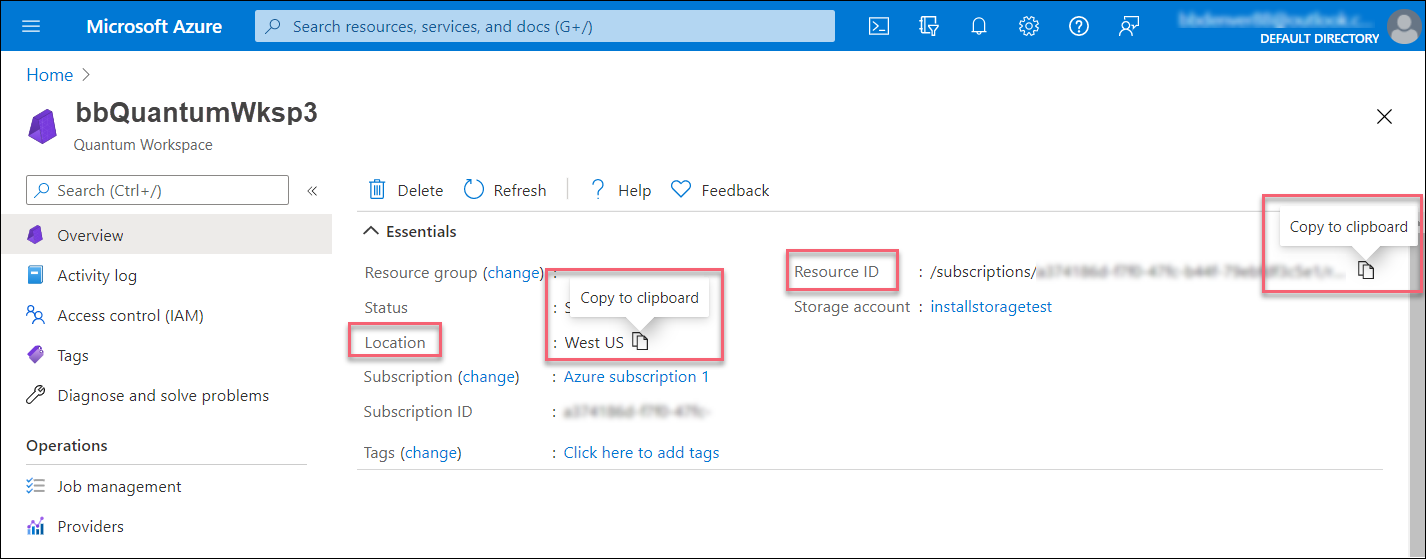 Microsoft Azure
Search resources, services, and docs (G+/)
DEFAULT DIRECTORY
Home
bbQuantumWksp3
Quantum Workspace
Search (Ctrl+/)
«
Delete
Refresh
Help
Feedback
Overview
Activity log
Access control (IAM)
Tags
Diagnose and solve problems
Operations
Job management
Providers
Essentials
Resource group (change) :
Status : S
Copy to clipboard
Location : West US
Subscription (change) : Azure subscription 1
Subscription ID :
Tags (change) : Click here to add tags
Copy to clipboard
Resource ID : /subscriptions/
Storage account : installstoragetest